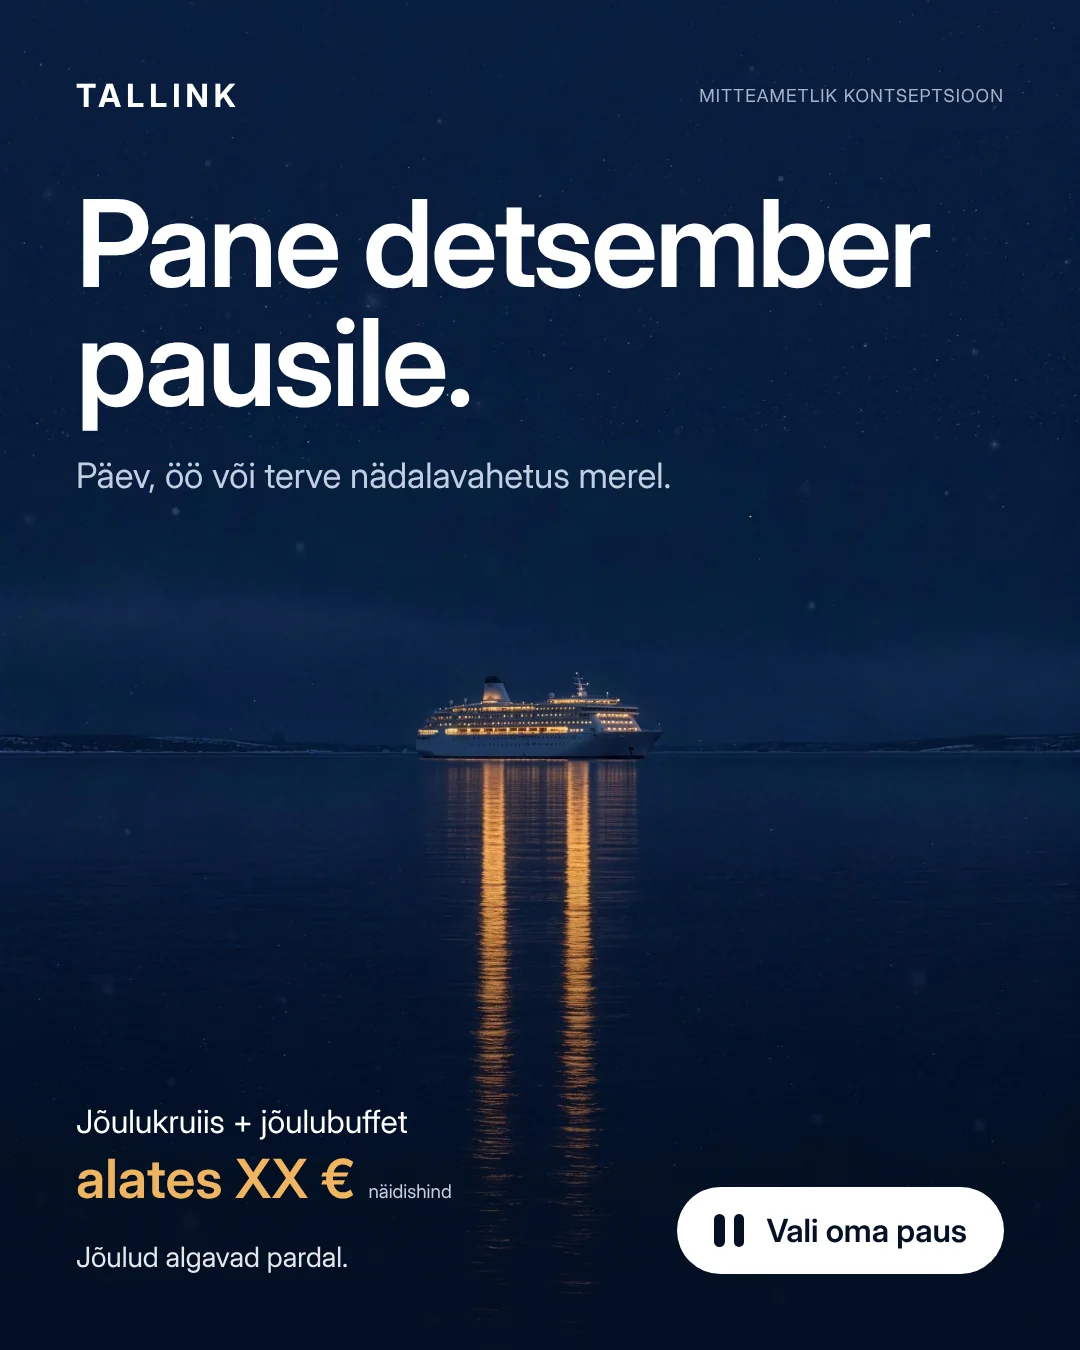 TALLINK
MITTEAMETLIK KONTSEPTSIOON
Pane detsember
pausile.
Päev, öö või terve nädalavahetus merel.
Jõulukruiis + jõulubuffet
alates XX € näidishind
Jõulud algavad pardal.
Vali oma paus